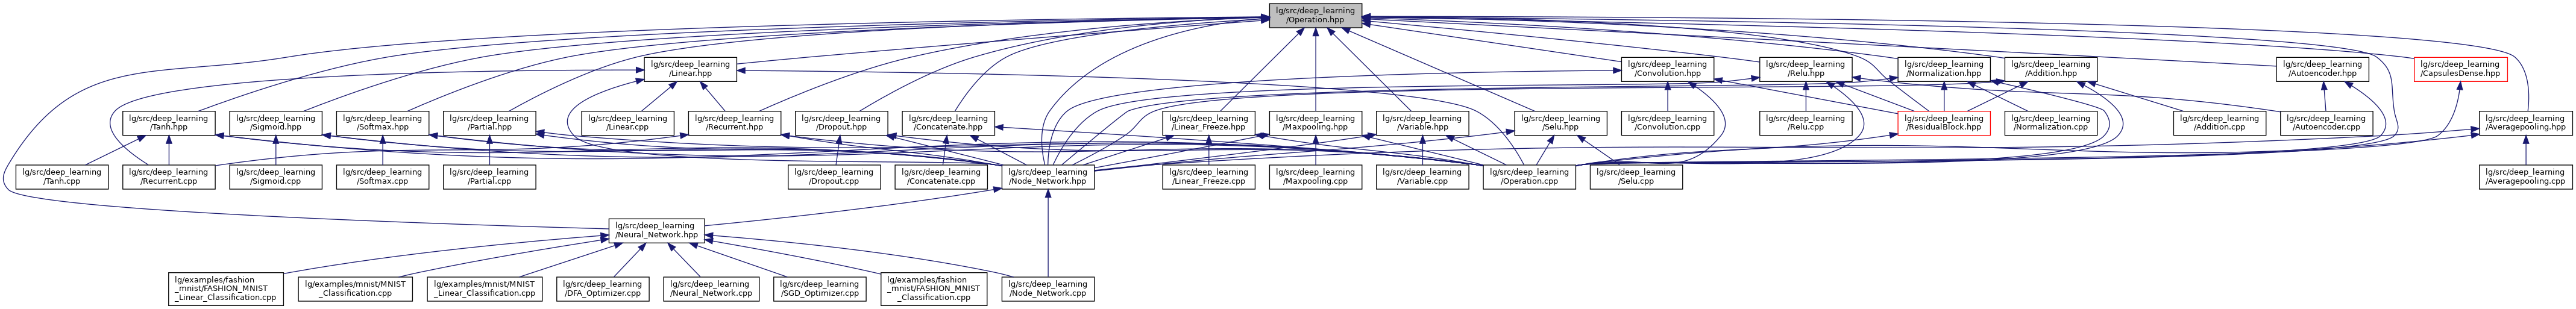 lg/src/deep_learning
/Operation.hpp
lg/src/deep_learning
/Linear.hpp
lg/src/deep_learning
/Convolution.hpp
lg/src/deep_learning
/Relu.hpp
lg/src/deep_learning
/Normalization.hpp
lg/src/deep_learning
/Addition.hpp
lg/src/deep_learning
/Autoencoder.hpp
lg/src/deep_learning
/CapsulesDense.hpp
lg/src/deep_learning
/Tanh.hpp
lg/src/deep_learning
/Sigmoid.hpp
lg/src/deep_learning
/Softmax.hpp
lg/src/deep_learning
/Partial.hpp
lg/src/deep_learning
/Linear.cpp
lg/src/deep_learning
/Recurrent.hpp
lg/src/deep_learning
/Dropout.hpp
lg/src/deep_learning
/Concatenate.hpp
lg/src/deep_learning
/Linear_Freeze.hpp
lg/src/deep_learning
/Maxpooling.hpp
lg/src/deep_learning
/Variable.hpp
lg/src/deep_learning
/Selu.hpp
lg/src/deep_learning
/Convolution.cpp
lg/src/deep_learning
/Relu.cpp
lg/src/deep_learning
/ResidualBlock.hpp
lg/src/deep_learning
/Normalization.cpp
lg/src/deep_learning
/Addition.cpp
lg/src/deep_learning
/Autoencoder.cpp
lg/src/deep_learning
/Averagepooling.hpp
lg/src/deep_learning
/Tanh.cpp
lg/src/deep_learning
/Recurrent.cpp
lg/src/deep_learning
/Sigmoid.cpp
lg/src/deep_learning
/Softmax.cpp
lg/src/deep_learning
/Partial.cpp
lg/src/deep_learning
/Dropout.cpp
lg/src/deep_learning
/Concatenate.cpp
lg/src/deep_learning
/Node_Network.hpp
lg/src/deep_learning
/Linear_Freeze.cpp
lg/src/deep_learning
/Maxpooling.cpp
lg/src/deep_learning
/Variable.cpp
lg/src/deep_learning
/Operation.cpp
lg/src/deep_learning
/Selu.cpp
lg/src/deep_learning
/Averagepooling.cpp
lg/src/deep_learning
/Neural_Network.hpp
lg/examples/fashion
_mnist/FASHION_MNIST
_Linear_Classification.cpp
lg/examples/mnist/MNIST
_Classification.cpp
lg/examples/mnist/MNIST
_Linear_Classification.cpp
lg/src/deep_learning
/DFA_Optimizer.cpp
lg/src/deep_learning
/Neural_Network.cpp
lg/src/deep_learning
/SGD_Optimizer.cpp
lg/examples/fashion
_mnist/FASHION_MNIST
_Classification.cpp
lg/src/deep_learning
/Node_Network.cpp